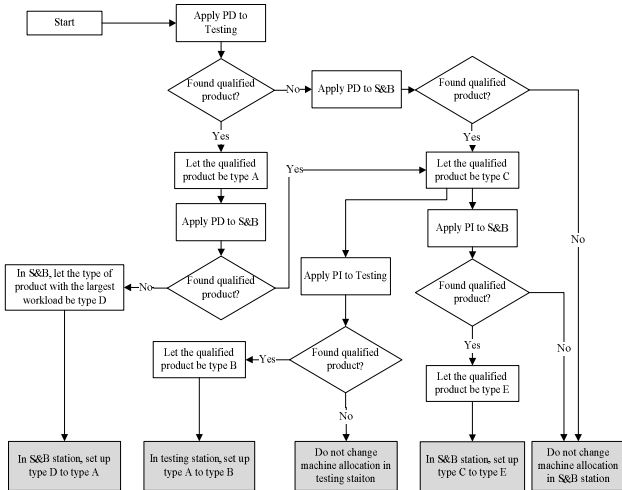 Start
Apply PD to
Testing
Found qualified
product?
No
Apply PD to S&B
Found qualified
product?
Yes
Yes
Let the qualified
product be type A
Yes
Let the qualified
product be type C
Apply PD to S&B
Apply PI to S&B
No
In S&B, let the type of
product with the largest
workload be type D
No
Found qualified
product?
Apply PI to Testing
Found qualified
product?
Yes
No
Let the qualified
product be type B
Yes
Found qualified
product?
Let the qualified
product be type E
No
In S&B station, set up
type D to type A
In testing station, set up
type A to type B
Do not change
machine allocation in
testing staiton
In S&B station, set up
type C to type E
Do not change
machine allocation
in S&B station